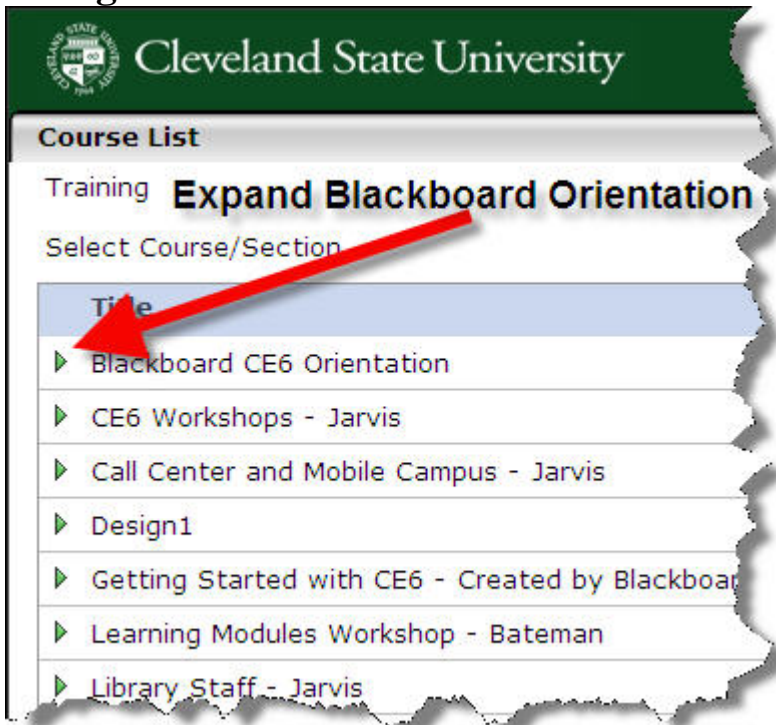 Cleveland State University
Course List
Training Expand Blackboard Orientation
Select Course/Section
Title
Blackboard CE6 Orientation
CE6 Workshops - Jarvis
Call Center and Mobile Campus - Jarvis
Design1
Getting Started with CE6 - Created by Blackboar
Learning Modules Workshop - Bateman
Library Staff - Jarvis